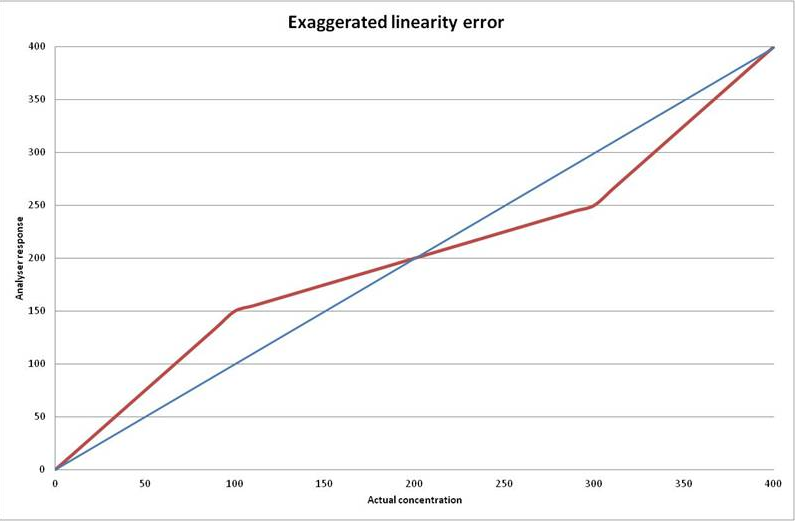 Exaggerated linearity error
400
350
300
250
200
150
100
50
0
Analyser response
0 50 100 150 200 250 300 350 400
Actual concentration